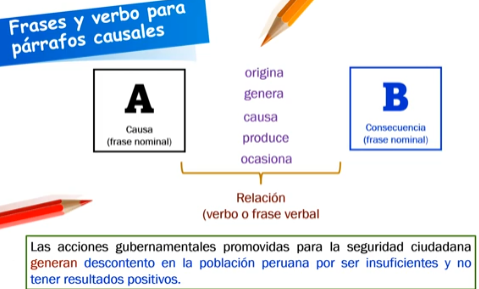 Frases y verbo para
párrafos causales
origina
genera
causa
produce
ocasiona
A
Causa
(frase nominal)
B
Consecuencia
(frase nominal)
Relación
(verbo o frase verbal
Las acciones gubernamentales promovidas para la seguridad ciudadana
generan descontento en la población peruana por ser insuficientes y no
tener resultados positivos.